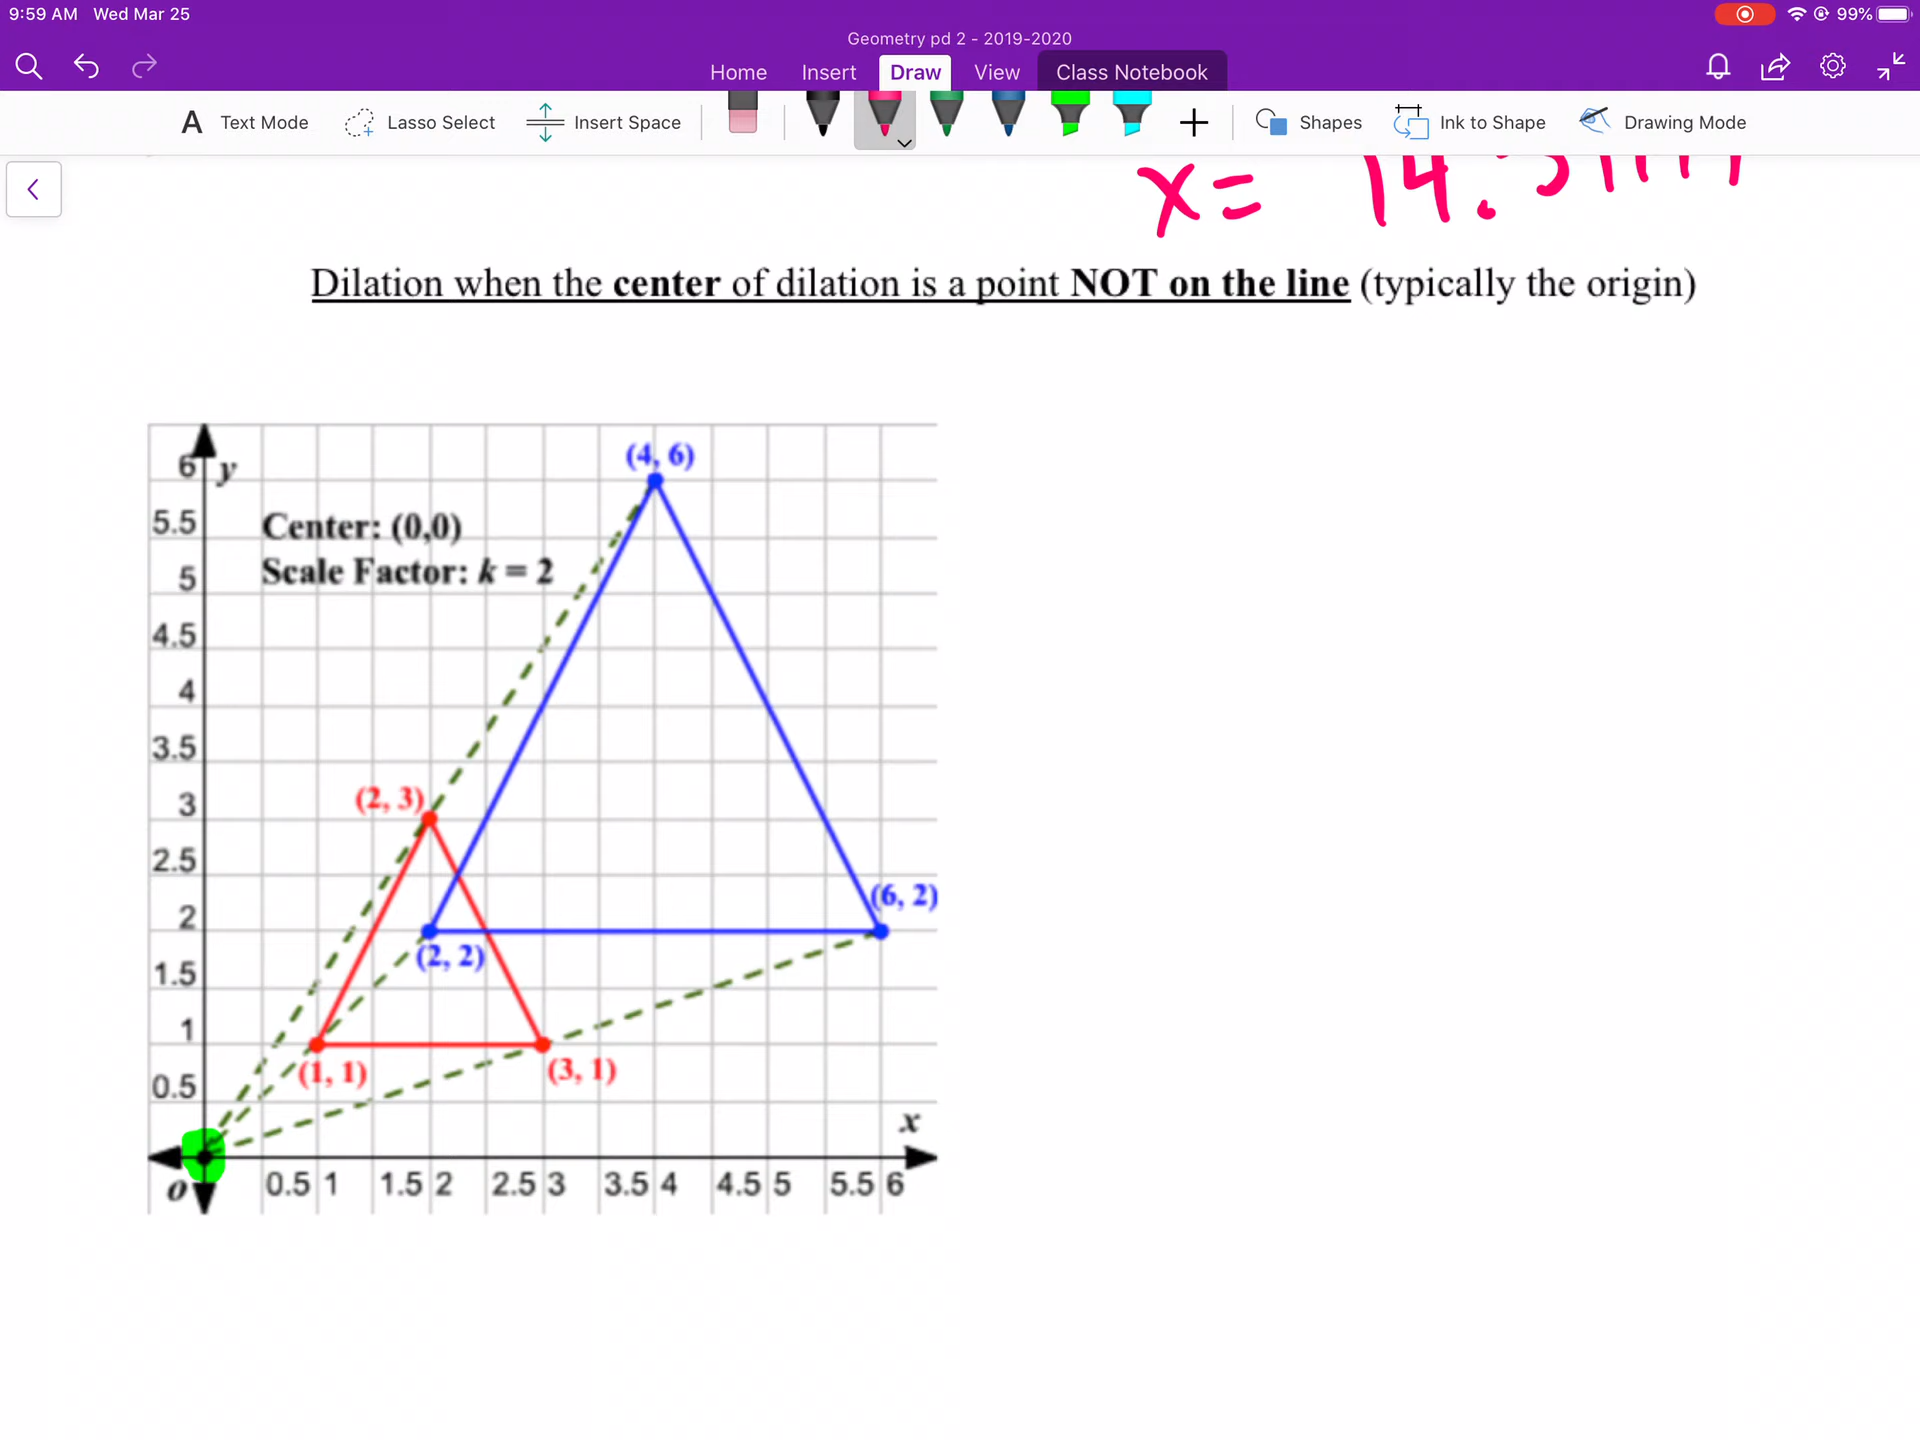 9:59 AM Wed Mar 25
99%
Geometry pd 2 - 2019-2020
Home Insert Draw View Class Notebook
A Text Mode Lasso Select Insert Space Shapes Ink to Shape Drawing Mode
x= 14.
Dilation when the center of dilation is a point NOT on the line (typically the origin)
(4, 6)
6 y
5.5 Center: (0,0)
5 Scale Factor: k = 2
4.5
4
3.5
3 (2, 3)
2.5
(6, 2)
2
(2, 2)
1.5
1
(1, 1) (3, 1)
0.5
x
o 0.5 1 1.5 2 2.5 3 3.5 4 4.5 5 5.5 6